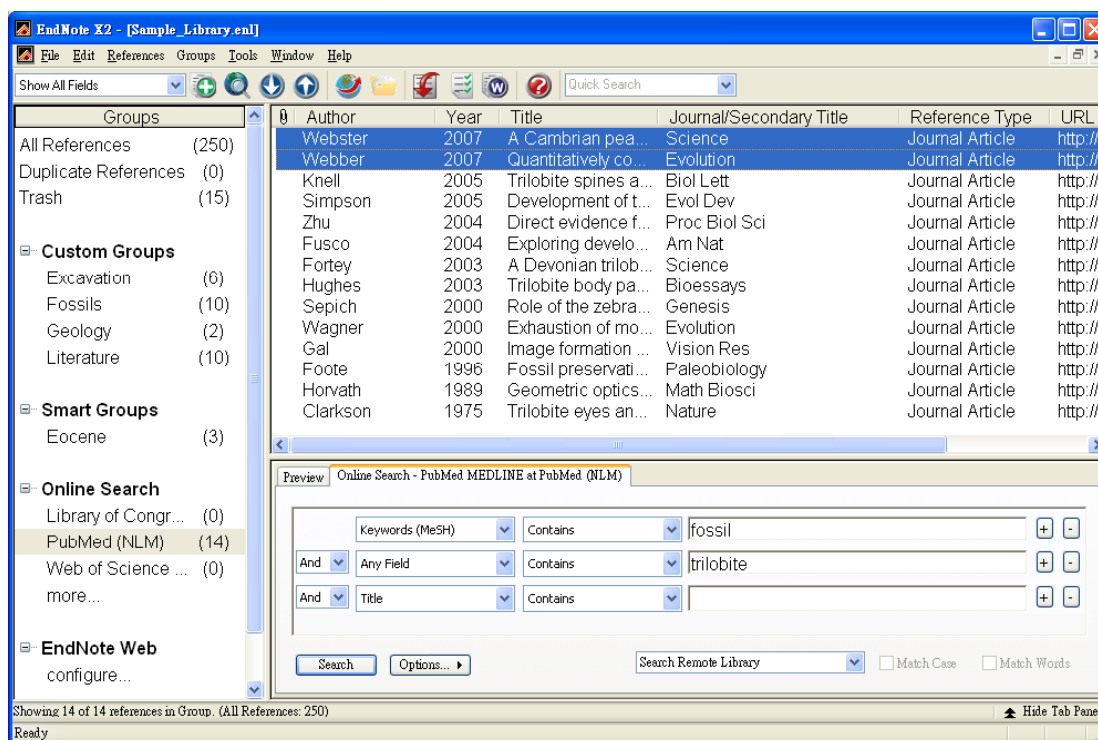 EndNote X2 - [Sample_Library.enl]
File Edit References Groups Tools Window Help
Show All Fields Quick Search
Groups
All References (250)
Duplicate References (0)
Trash (15)
Custom Groups
Excavation (6)
Fossils (10)
Geology (2)
Literature (10)
Smart Groups
Eocene (3)
Online Search
Library of Congr... (0)
PubMed (NLM) (14)
Web of Science ... (0)
more...
EndNote Web
configure...
Author Year Title Journal/Secondary Title Reference Type URL
Webster 2007 A Cambrian pea... Science Journal Article http://
Webber 2007 Quantitatively co... Evolution Journal Article http://
Knell 2005 Trilobite spines a... Biol Lett Journal Article http://
Simpson 2005 Development of t... Evol Dev Journal Article http://
Zhu 2004 Direct evidence f... Proc Biol Sci Journal Article http://
Fusco 2004 Exploring develo... Am Nat Journal Article http://
Fortey 2003 A Devonian trilob... Science Journal Article http://
Hughes 2003 Trilobite body pa... Bioessays Journal Article http://
Sepich 2000 Role of the zebra... Genesis Journal Article http://
Wagner 2000 Exhaustion of mo... Evolution Journal Article http://
Gal 2000 Image formation ... Vision Res Journal Article http://
Foote 1996 Fossil preservati... Paleobiology Journal Article http://
Horvath 1989 Geometric optics... Math Biosci Journal Article http://
Clarkson 1975 Trilobite eyes an... Nature Journal Article http://
Preview Online Search - PubMed MEDLINE at PubMed (NLM)
Keywords (MeSH) Contains fossil + -
And Any Field Contains trilobite + -
And Title Contains + -
Search Options... Search Remote Library Match Case Match Words
Showing 14 of 14 references in Group. (All References: 250) Hide Tab Pane
Ready